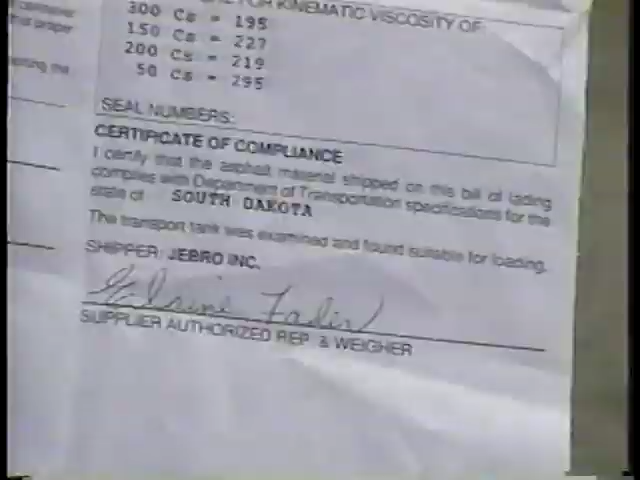 FOR KINEMATIC VISCOSITY OF
300 Cs = 195
150 Cs = 227
200 Cs = 219
50 Cs = 295
SEAL NUMBERS:
CERTIFICATE OF COMPLIANCE
I certify that the asphalt material shipped on this bill of lading
complies with Department of Transportation specifications for the
state of SOUTH DAKOTA
The transport tank was examined and found suitable for loading.
SHIPPER: JEBRO INC.
SUPPLIER AUTHORIZED REP. & WEIGHER